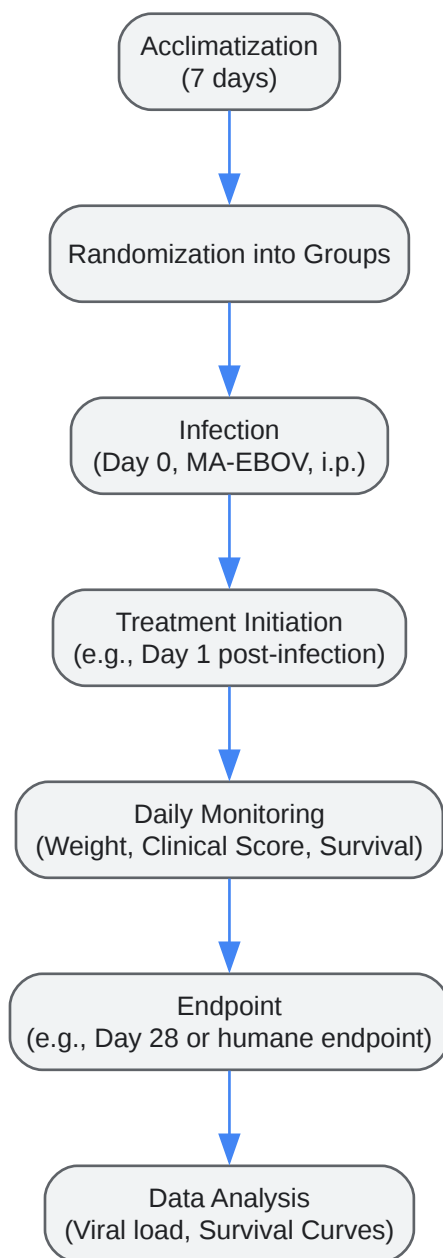 Acclimatization
(7 days)
Randomization into Groups
Infection
(Day 0, MA-EBOV, i.p.)
Treatment Initiation
(e.g., Day 1 post-infection)
Daily Monitoring
(Weight, Clinical Score, Survival)
Endpoint
(e.g., Day 28 or humane endpoint)
Data Analysis
(Viral load, Survival Curves)